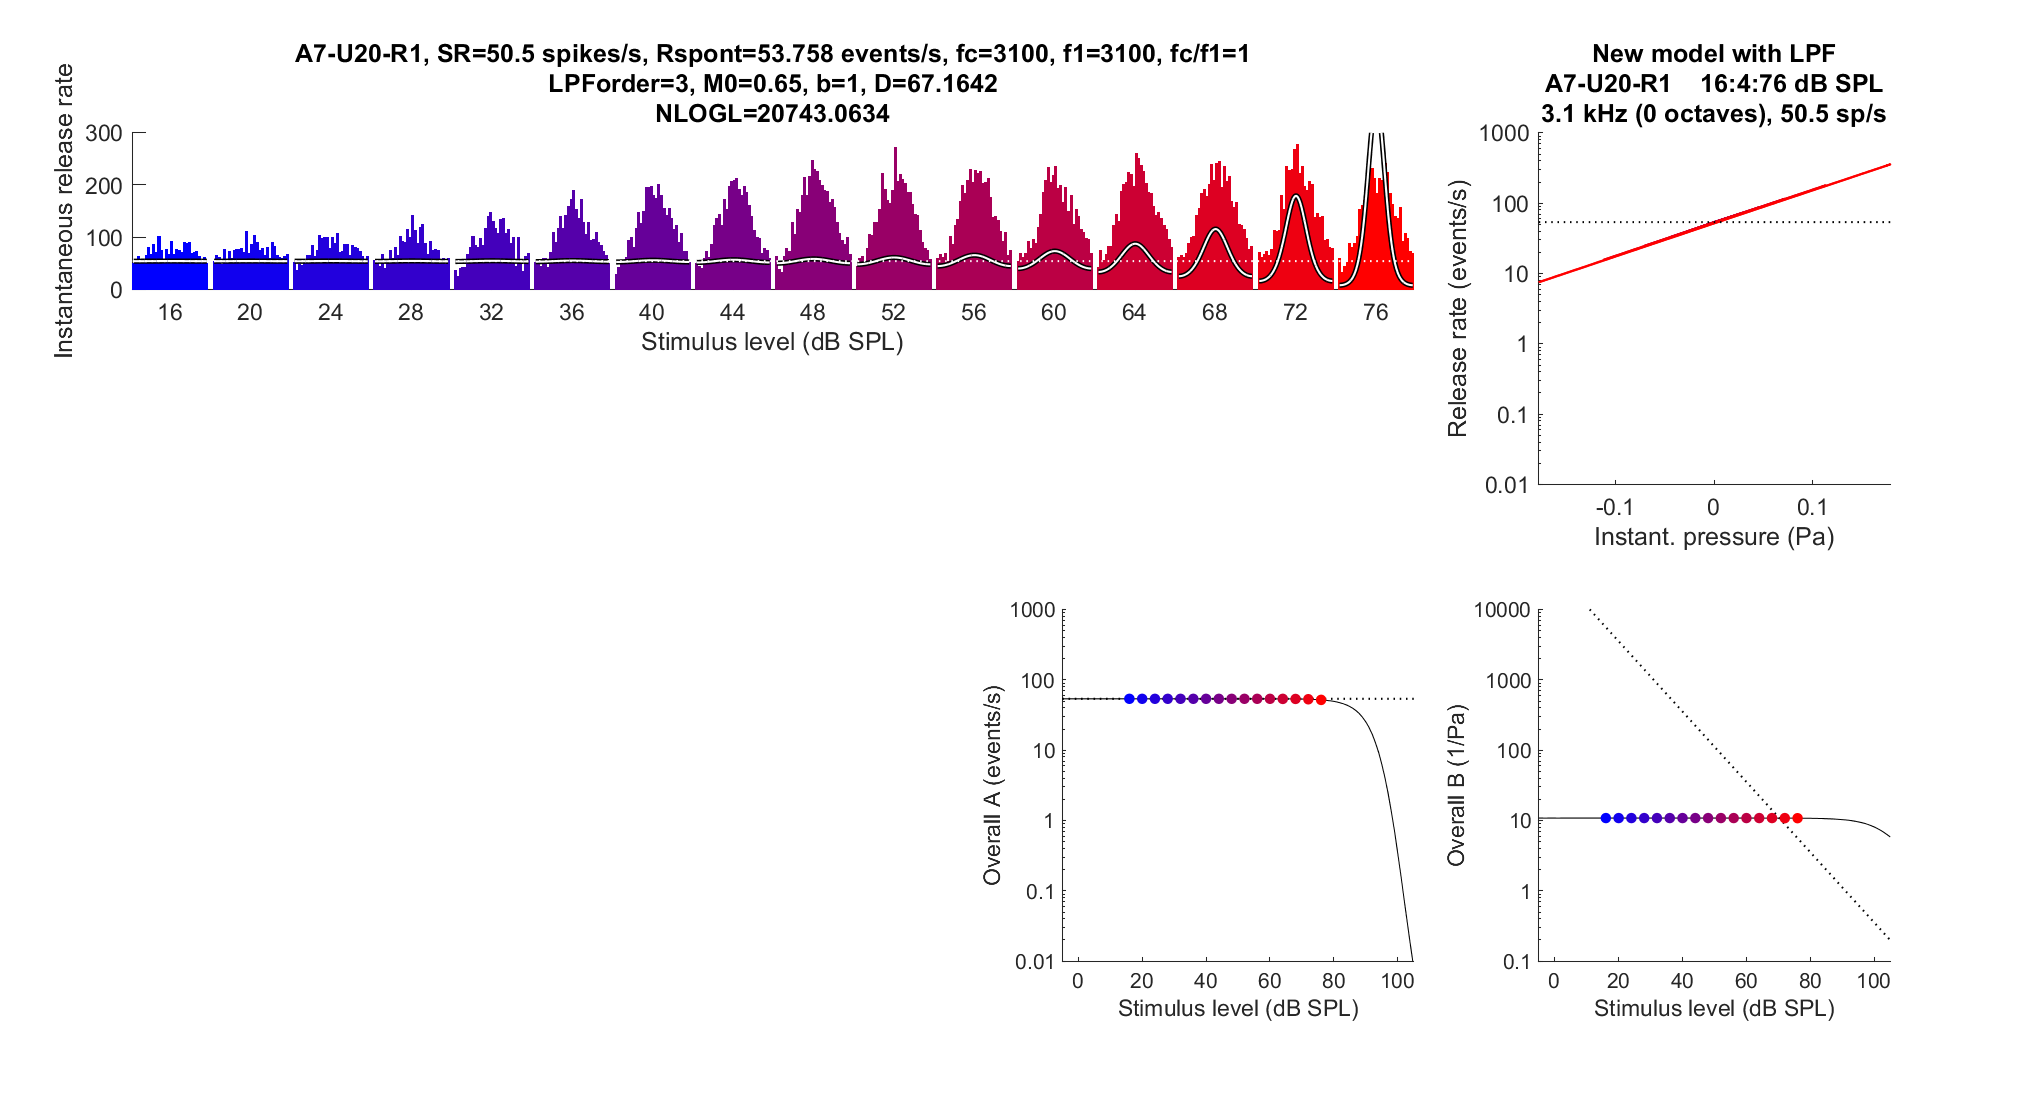 A7-U20-R1, SR=50.5 spikes/s, Rspont=53.758 events/s, fc=3100, f1=3100, fc/f1=1
LPForder=3, M0=0.65, b=1, D=67.1642
NLOGL=20743.0634
Instantaneous release rate
300
200
100
0
16 20 24 28 32 36 40 44 48 52 56 60 64 68 72 76
Stimulus level (dB SPL)
New model with LPF
A7-U20-R1 16:4:76 dB SPL
3.1 kHz (0 octaves), 50.5 sp/s
Release rate (events/s)
1000
100
10
1
0.1
0.01
-0.1 0 0.1
Instant. pressure (Pa)
Overall A (events/s)
1000
100
10
1
0.1
0.01
0 20 40 60 80 100
Stimulus level (dB SPL)
Overall B (1/Pa)
10000
1000
100
10
1
0.1
0 20 40 60 80 100
Stimulus level (dB SPL)